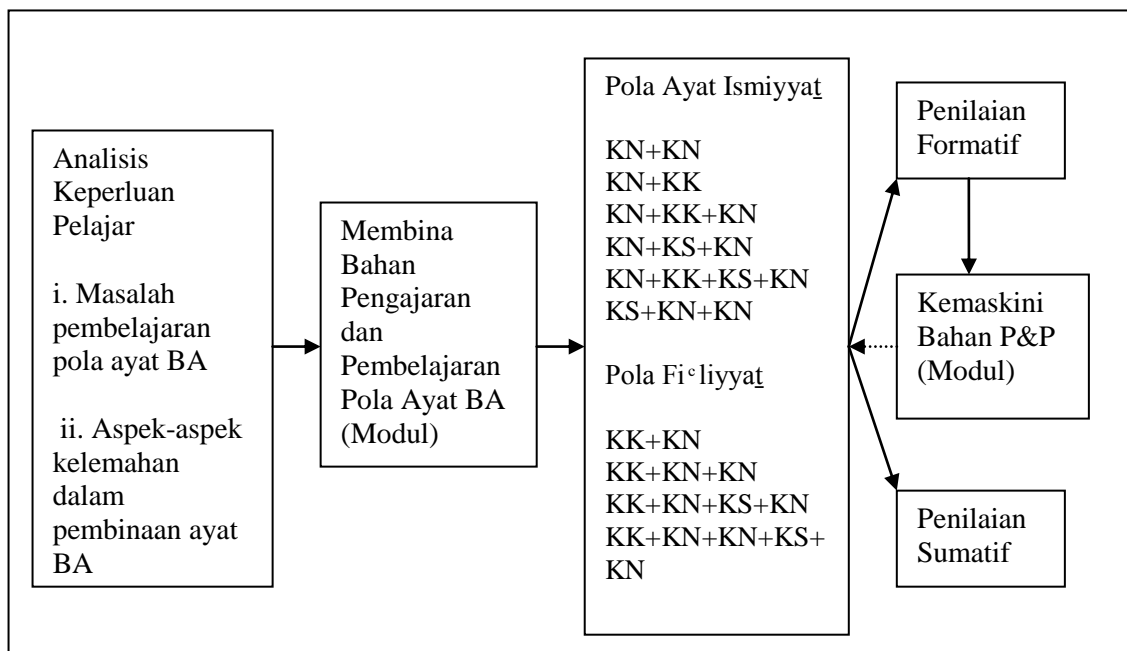 Analisis
Keperluan
Pelajar
i. Masalah
pembelajaran
pola ayat BA
ii. Aspek-aspek
kelemahan
dalam
pembinaan ayat
BA
Membina
Bahan
Pengajaran
dan
Pembelajaran
Pola Ayat BA
(Modul)
Pola Ayat Ismiyyaṯ
KN+KN
KN+KK
KN+KK+KN
KN+KS+KN
KN+KK+KS+KN
KS+KN+KN
Pola Fiᶜliyyaṯ
KK+KN
KK+KN+KN
KK+KN+KS+KN
KK+KN+KN+KS+
KN
Penilaian
Formatif
Kemaskini
Bahan P&P
(Modul)
Penilaian
Sumatif